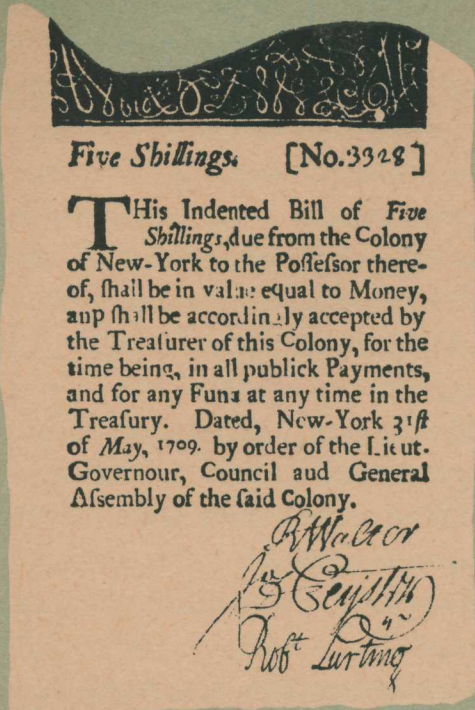 Five Shillings. [No.3328]
THis Indented Bill of Five
Shillings,due from the Colony
of New-York to the Poſſeſſor there-
of, ſhall be in value equal to Money,
anp ſhall be accordingly accepted by
the Treaſurer of this Colony, for the
time being, in all publick Payments,
and for any Fund at any time in the
Treaſury. Dated, New-York 31ſt
of May, 1709. by order of the Lieut-
Governour, Council aud General
Aſsembly of the ſaid Colony.
R Walter
Robt Lurting